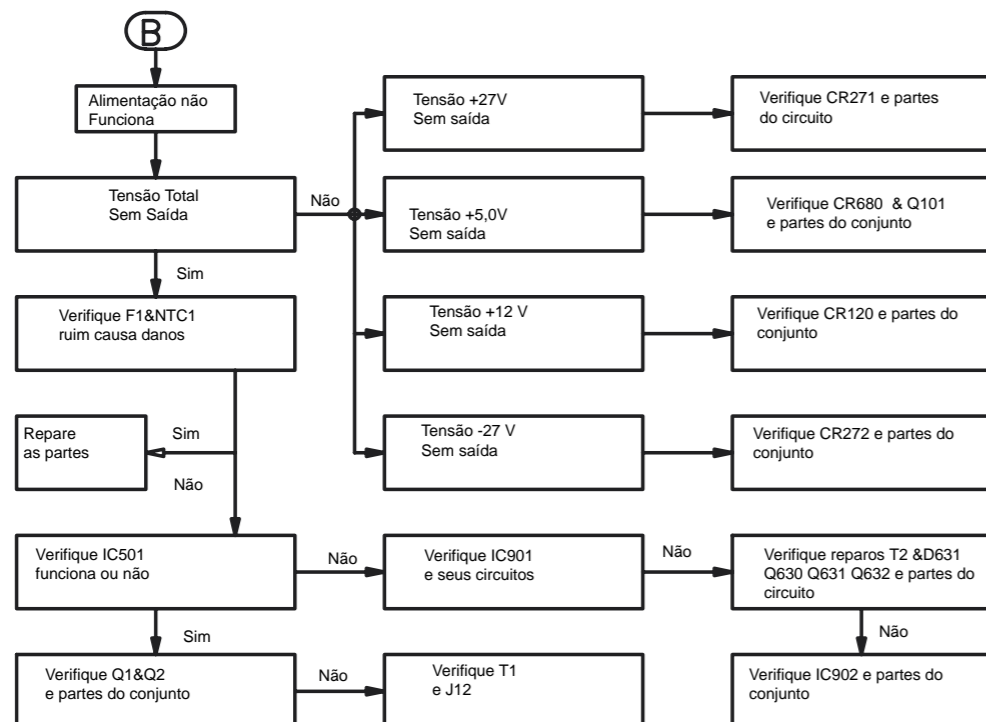 B
Alimentação não
Funciona
Tensão Total
Sem Saída
Não
Tensão +27V
Sem saída
Verifique CR271 e partes
do circuito
Tensão +5,0V
Sem saída
Verifique CR680 & Q101
e partes do conjunto
Sim
Verifique F1&NTC1
ruim causa danos
Tensão +12 V
Sem saída
Verifique CR120 e partes do
conjunto
Repare
as partes
Sim
Não
Tensão -27 V
Sem saída
Verifique CR272 e partes do
conjunto
Verifique IC501
funciona ou não
Não
Verifique IC901
e seus circuitos
Não
Verifique reparos T2 &D631
Q630 Q631 Q632 e partes do
circuito
Sim
Não
Verifique Q1&Q2
e partes do conjunto
Não
Verifique T1
e J12
Verifique IC902 e partes do
conjunto